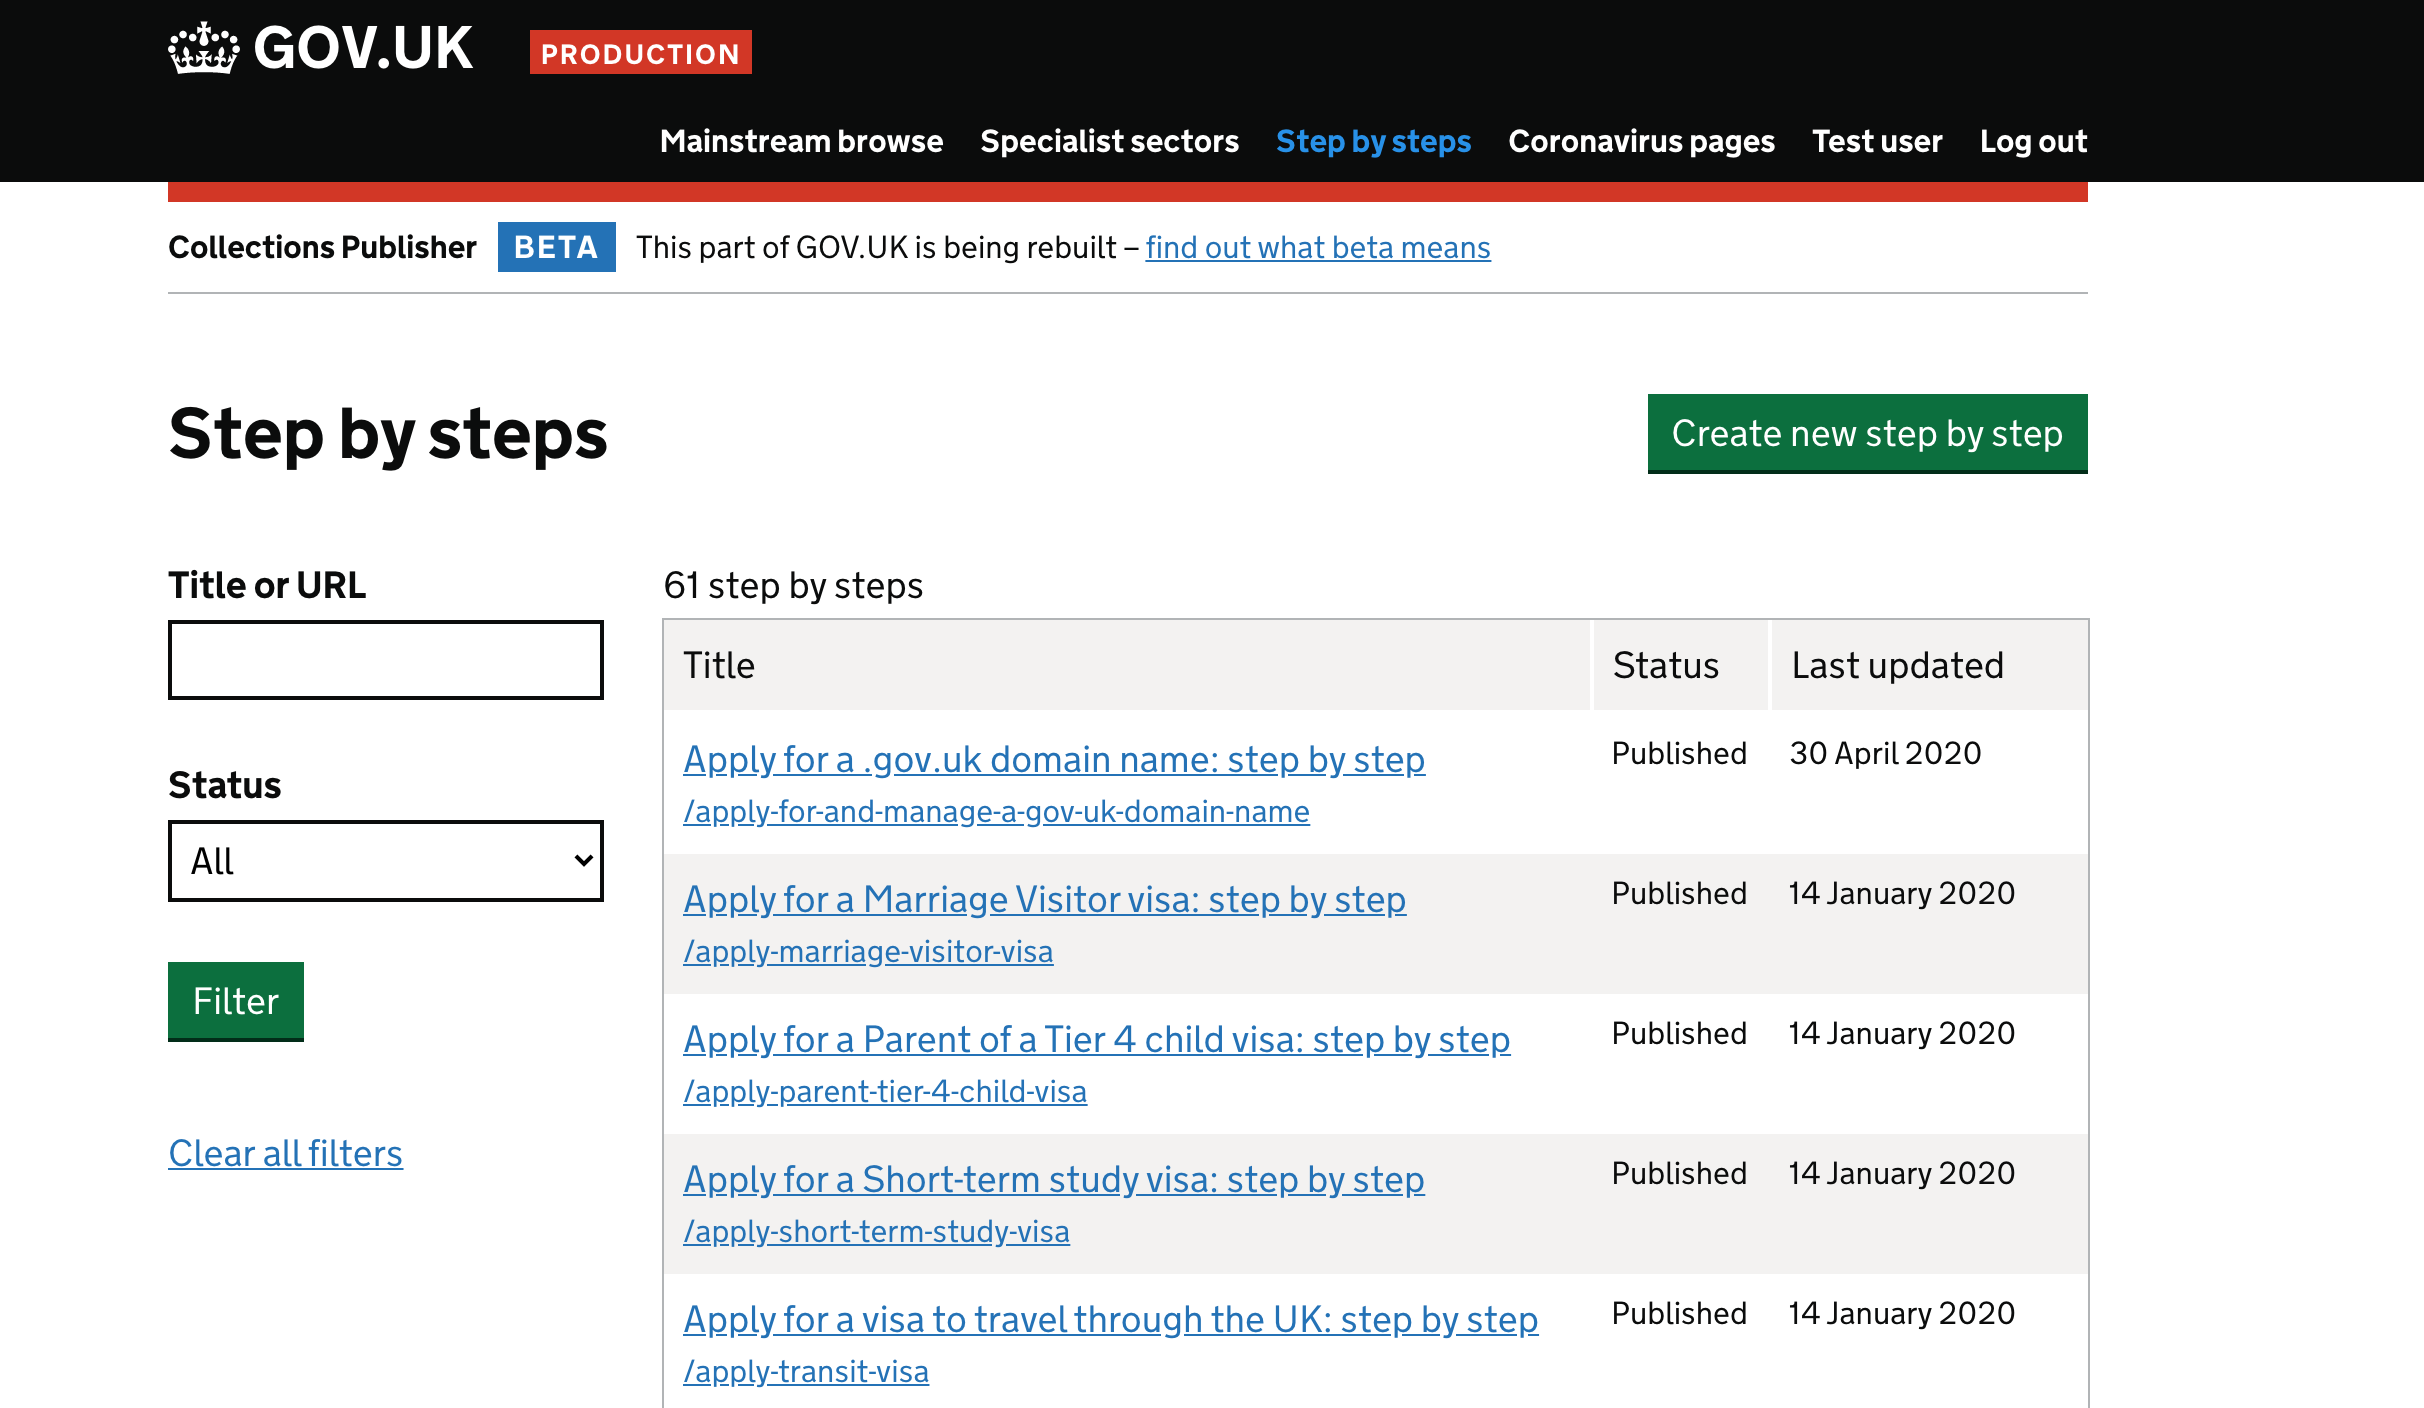 GOV.UK PRODUCTION
Mainstream browse Specialist sectors Step by steps Coronavirus pages Test user Log out
Collections Publisher BETA This part of GOV.UK is being rebuilt – find out what beta means
Step by steps Create new step by step
Title or URL
Status
All
Filter
Clear all filters
61 step by steps
Title Status Last updated
Apply for a .gov.uk domain name: step by step Published 30 April 2020
/apply-for-and-manage-a-gov-uk-domain-name
Apply for a Marriage Visitor visa: step by step Published 14 January 2020
/apply-marriage-visitor-visa
Apply for a Parent of a Tier 4 child visa: step by step Published 14 January 2020
/apply-parent-tier-4-child-visa
Apply for a Short-term study visa: step by step Published 14 January 2020
/apply-short-term-study-visa
Apply for a visa to travel through the UK: step by step Published 14 January 2020
/apply-transit-visa